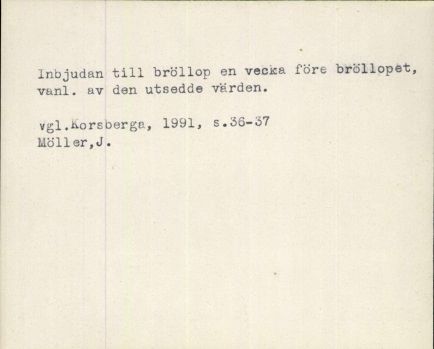 Inbjudan till bröllop en vecka före bröllopet,
vanl. av den utsedde värden.
vgl.Korsberga, 1991, s.36-37
Möller,J.